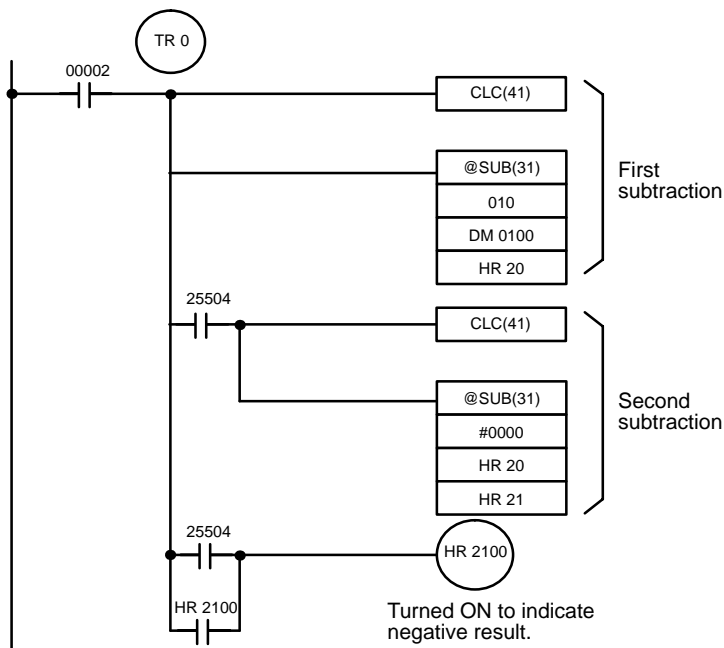 TR 0
00002
CLC(41)
@SUB(31)
010
DM 0100
HR 20
First
subtraction
25504
CLC(41)
@SUB(31)
#0000
HR 20
HR 21
Second
subtraction
25504
HR 2100
HR 2100
Turned ON to indicate
negative result.